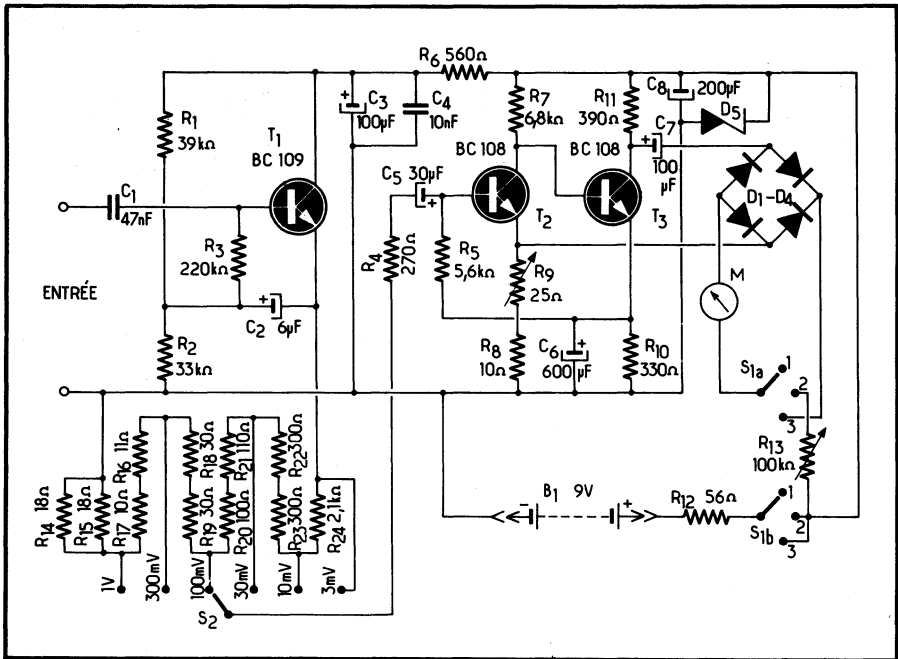 R6 560Ω
R1
39kΩ
T1
BC 109
C3
100µF
C4
10nF
R7
6,8kΩ
R11
390Ω
C8 200µF
D5
C7
100
µF
BC 108
BC 108
C5 30µF
C1
47nF
R3
220kΩ
R4
270Ω
R5
5,6kΩ
T2
T3
D1-D4
R9
25Ω
M
ENTRÉE
C2 6µF
R2
33kΩ
R8
10Ω
C6
600
µF
R10
330Ω
S1a
1
2
3
R13
100kΩ
R14 18Ω
R15 18Ω
R16 11Ω
R17 10Ω
R18 30Ω
R19 30Ω
R21 110Ω
R20 100Ω
R22 300Ω
R23 300Ω
R24 2,1kΩ
B1 9V
- +
R12 56Ω
S1b
1
2
3
1V
300mV
100mV
30mV
10mV
3mV
S2